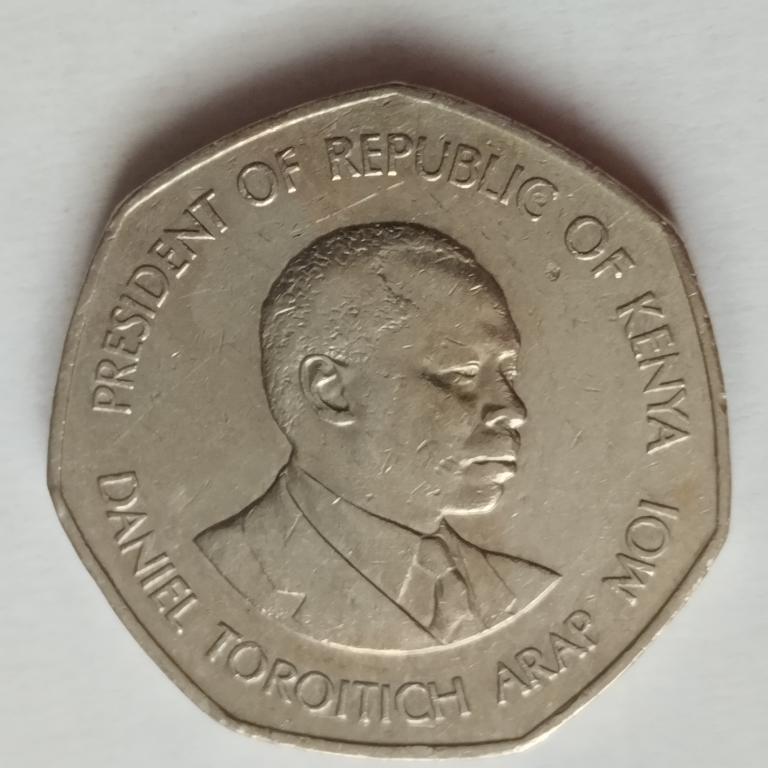 PRESIDENT OF REPUBLIC OF KENYA
DANIEL TOROITICH ARAP MOI